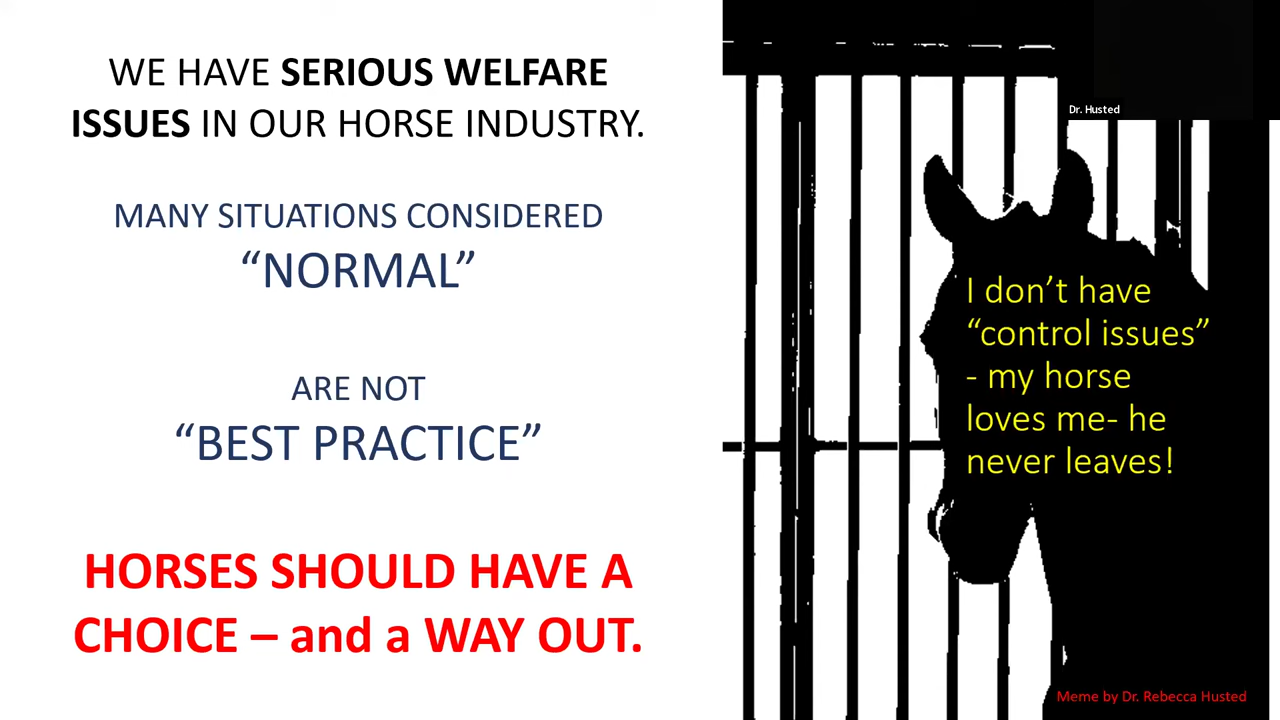 WE HAVE SERIOUS WELFARE
ISSUES IN OUR HORSE INDUSTRY.
MANY SITUATIONS CONSIDERED
“NORMAL”
ARE NOT
“BEST PRACTICE”
HORSES SHOULD HAVE A
CHOICE – and a WAY OUT.
Dr. Husted
I don’t have
“control issues”
- my horse
loves me- he
never leaves!
Meme by Dr. Rebecca Husted